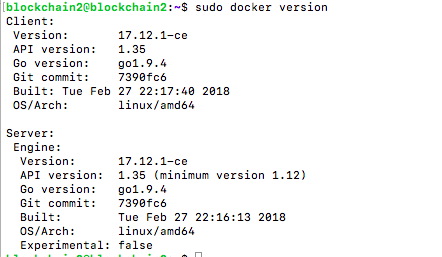 [blockchain2@blockchain2:~$ sudo docker version
Client:
 Version:      17.12.1-ce
 API version:  1.35
 Go version:   go1.9.4
 Git commit:   7390fc6
 Built: Tue Feb 27 22:17:40 2018
 OS/Arch:      linux/amd64

Server:
 Engine:
  Version:      17.12.1-ce
  API version:  1.35 (minimum version 1.12)
  Go version:   go1.9.4
  Git commit:   7390fc6
  Built:        Tue Feb 27 22:16:13 2018
  OS/Arch:      linux/amd64
  Experimental: false
blockchain2@blockchain2:~$